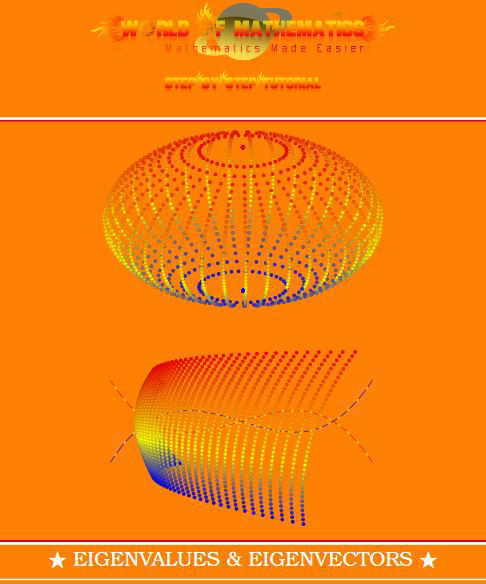 WORLD OF MATHEMATICS
Mathematics Made Easier
STEP BY STEP TUTORIAL
★ EIGENVALUES & EIGENVECTORS ★